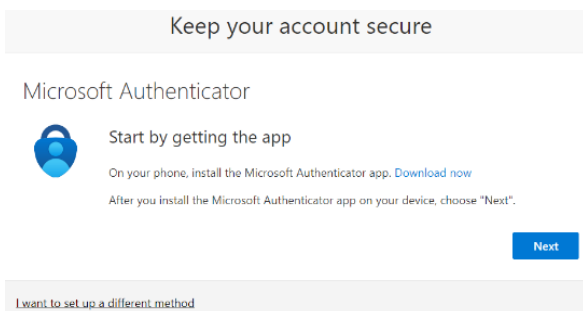 Keep your account secure
Microsoft Authenticator
Start by getting the app
On your phone, install the Microsoft Authenticator app. Download now
After you install the Microsoft Authenticator app on your device, choose "Next".
Next
I want to set up a different method